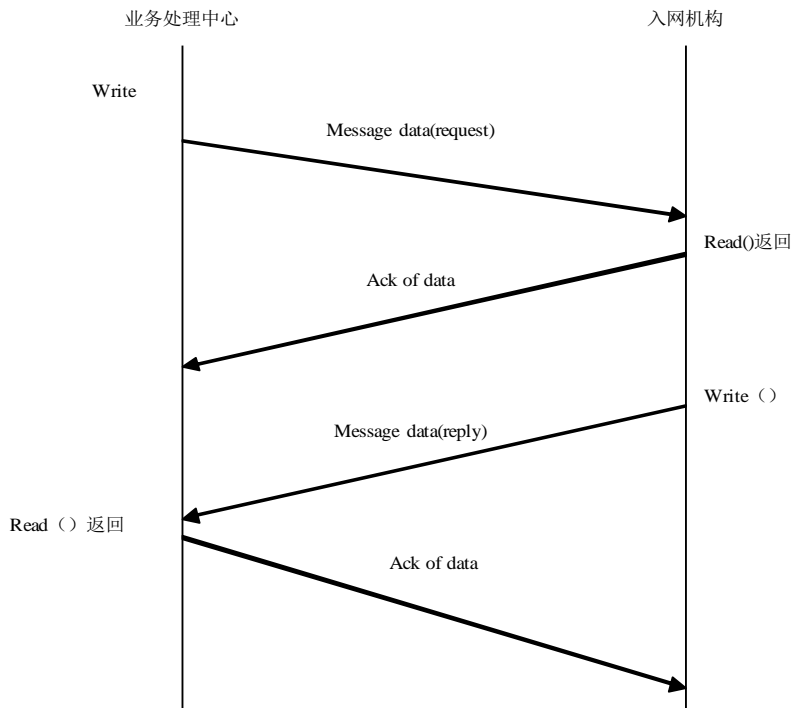 业务处理中心
入网机构
Write
Message data(request)
Read()返回
Ack of data
Write（）
Message data(reply)
Read（）返回
Ack of data